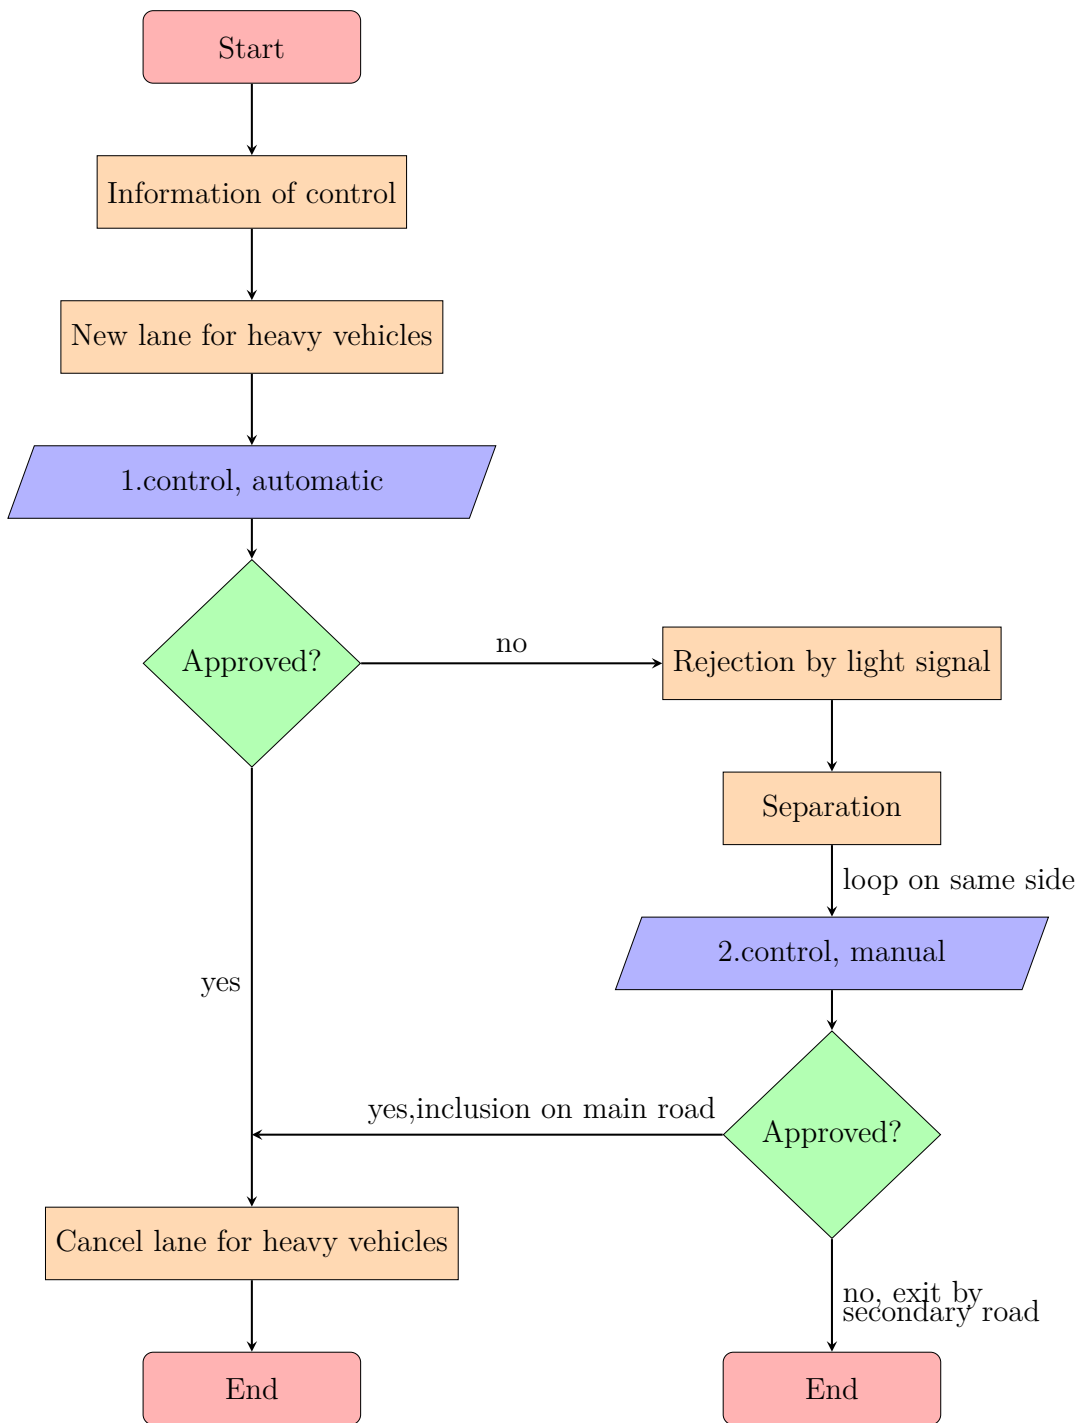 Start
Information of control
New lane for heavy vehicles
1.control, automatic
Approved?
no
Rejection by light signal
Separation
loop on same side
2.control, manual
yes
yes,inclusion on main road
Approved?
Cancel lane for heavy vehicles
no, exit by
secondary road
End
End